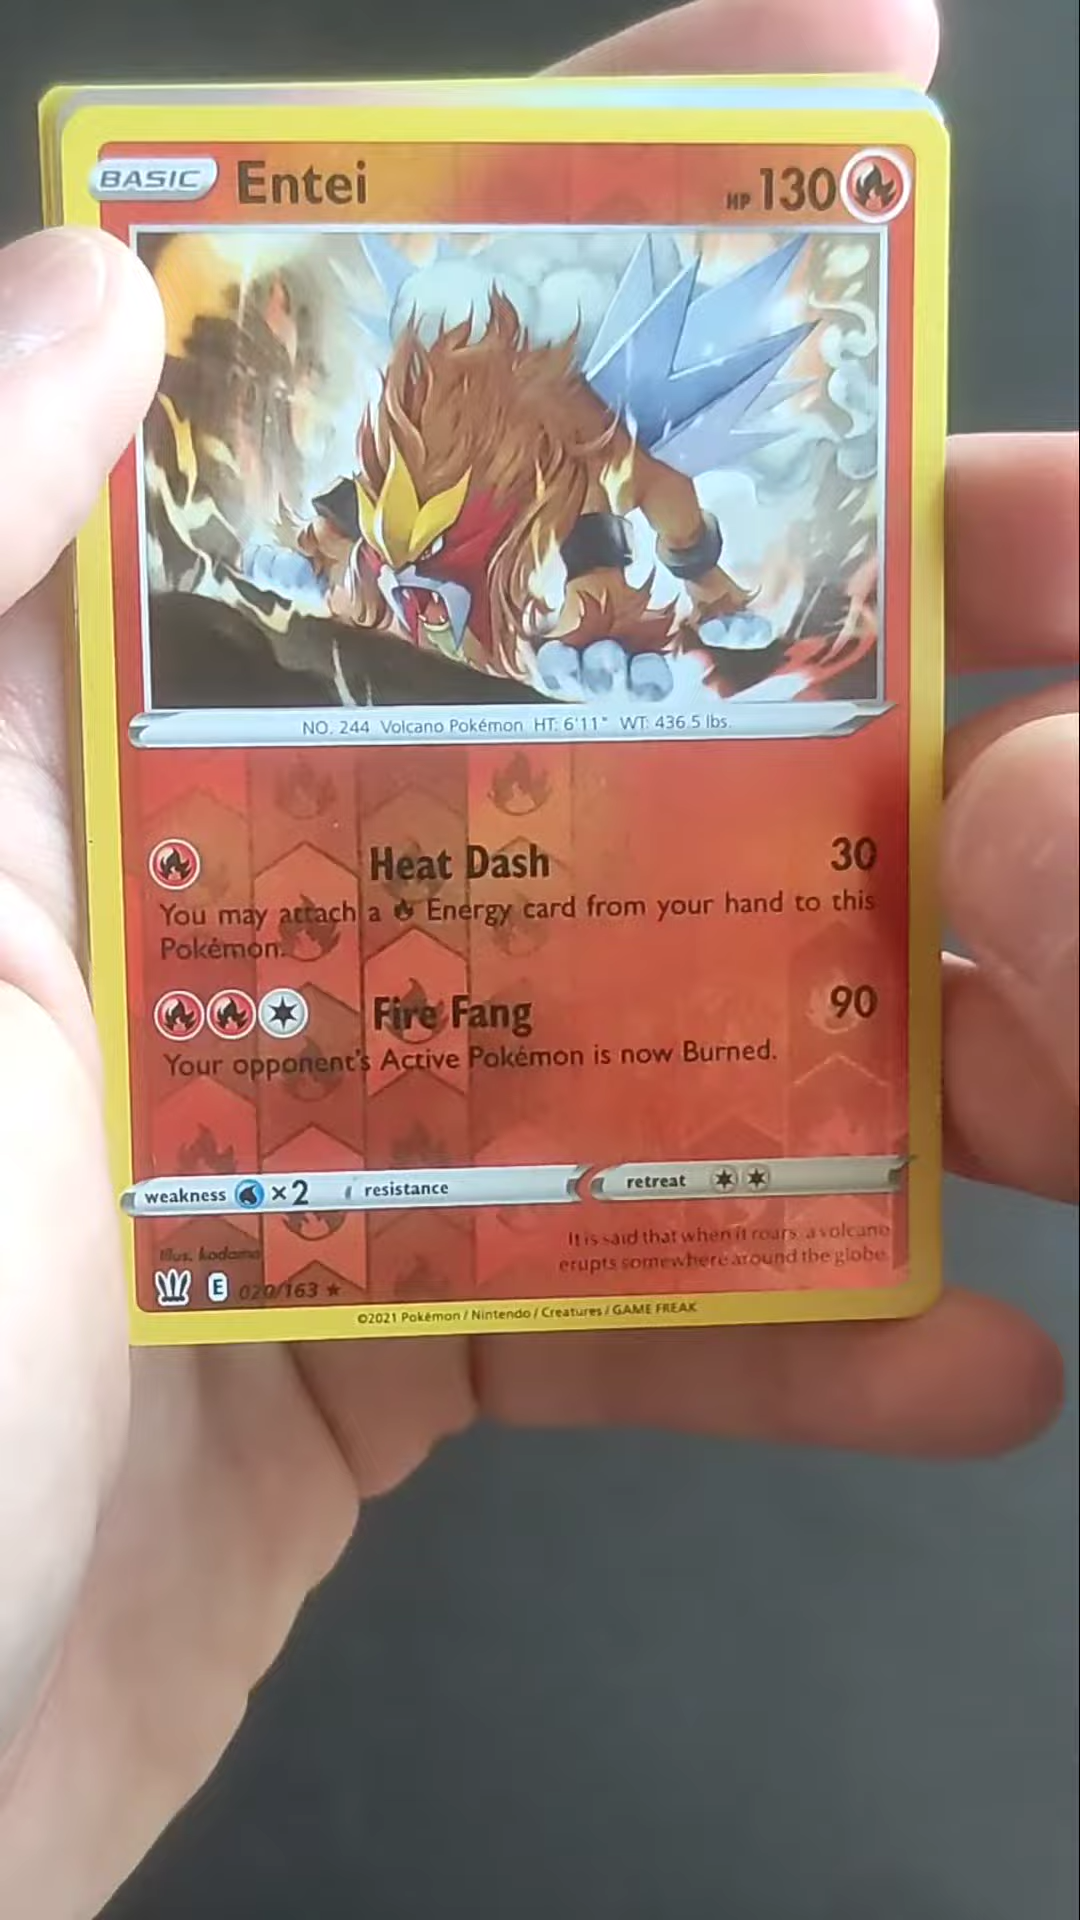 BASIC Entei HP 130
NO. 244 Volcano Pokémon HT: 6'11" WT: 436.5 lbs.
Heat Dash 30
You may attach a Energy card from your hand to this
Pokémon.
Fire Fang 90
Your opponent's Active Pokémon is now Burned.
weakness ×2 resistance retreat
It is said that when it roars, a volcano
erupts somewhere around the globe.
Illus. kodama
E 020/163 ★
©2021 Pokémon / Nintendo / Creatures / GAME FREAK